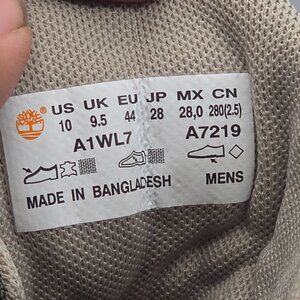 US UK EU JP MX CN
10 9.5 44 28 28,0 280(2.5)
A1WL7 A7219
MADE IN BANGLADESH MENS